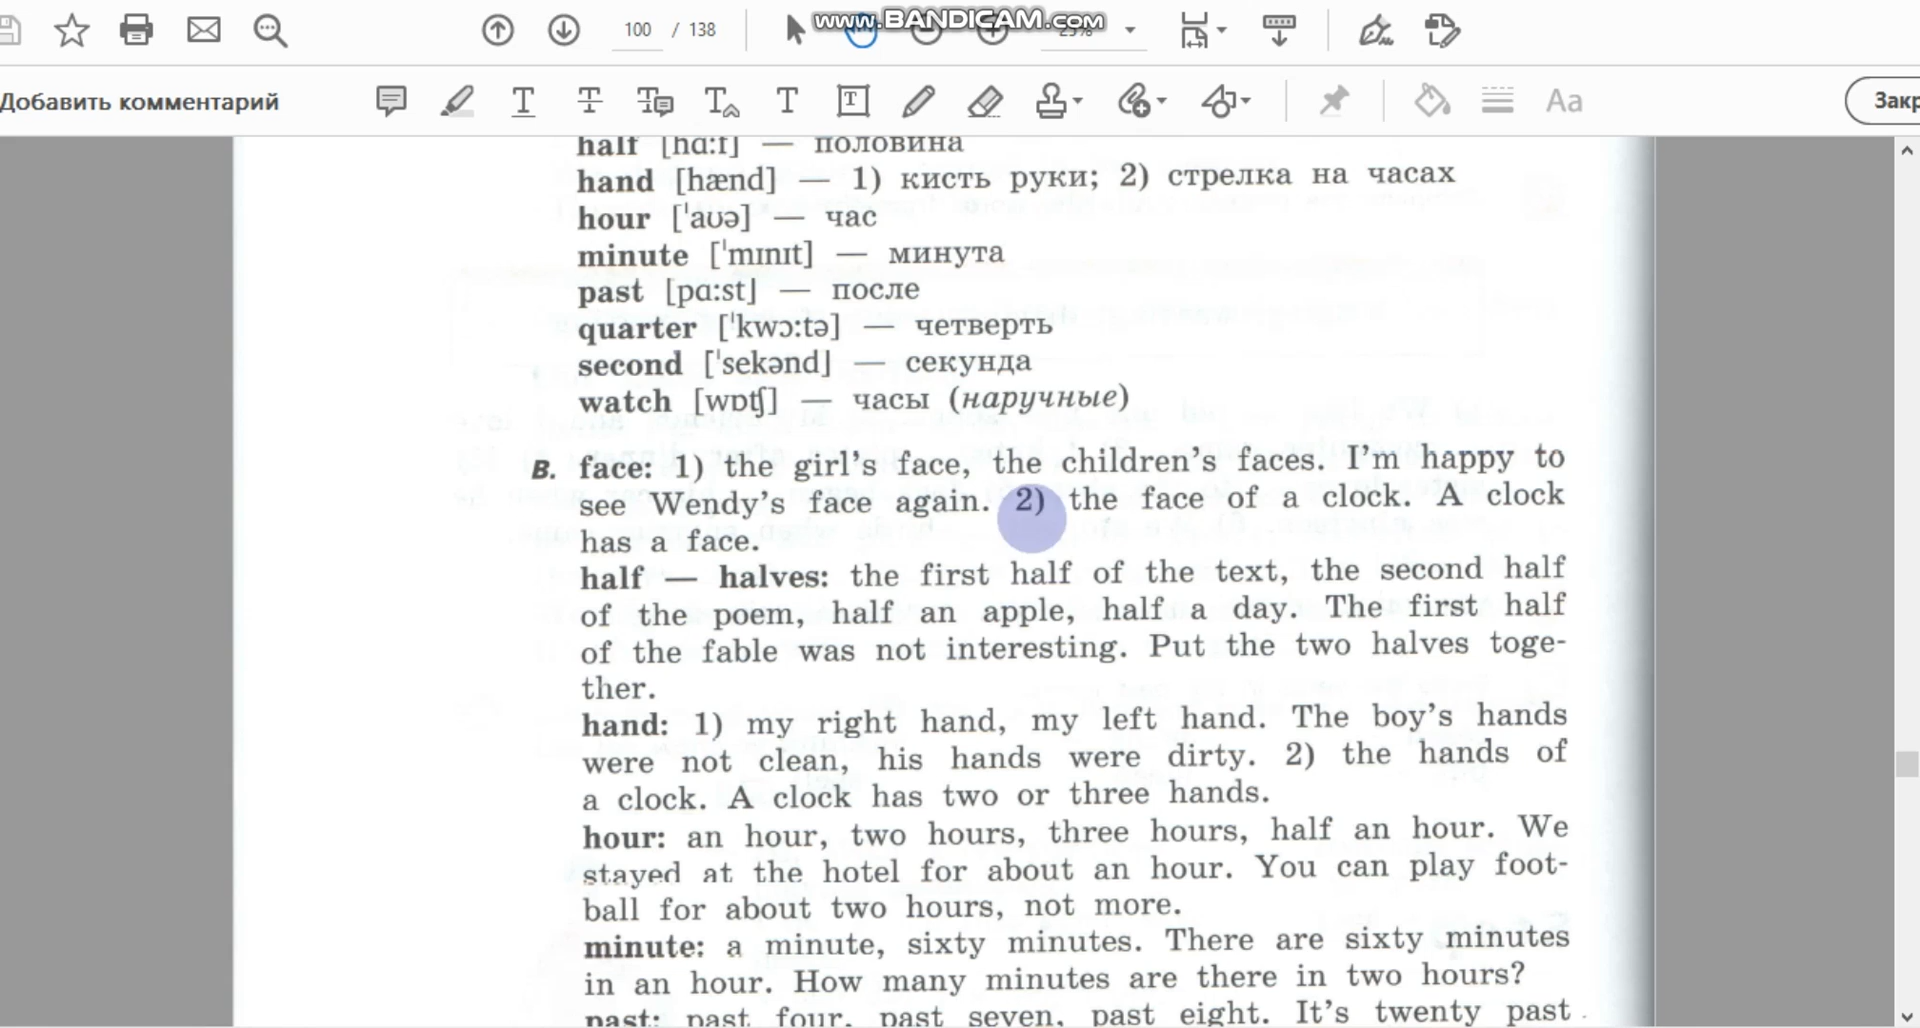 100 / 138
www.BANDICAM.com
Добавить комментарий
Aa
half [hɑ:f] — половина
hand [hænd] — 1) кисть руки; 2) стрелка на часах
hour [ˈaʊə] — час
minute [ˈmɪnɪt] — минута
past [pɑ:st] — после
quarter [ˈkwɔ:tə] — четверть
second [ˈsekənd] — секунда
watch [wɒtʃ] — часы (наручные)
B. face: 1) the girl's face, the children's faces. I'm happy to
see Wendy's face again. 2) the face of a clock. A clock
has a face.
half — halves: the first half of the text, the second half
of the poem, half an apple, half a day. The first half
of the fable was not interesting. Put the two halves toge-
ther.
hand: 1) my right hand, my left hand. The boy's hands
were not clean, his hands were dirty. 2) the hands of
a clock. A clock has two or three hands.
hour: an hour, two hours, three hours, half an hour. We
stayed at the hotel for about an hour. You can play foot-
ball for about two hours, not more.
minute: a minute, sixty minutes. There are sixty minutes
in an hour. How many minutes are there in two hours?
past: past four, past seven, past eight. It's twenty past